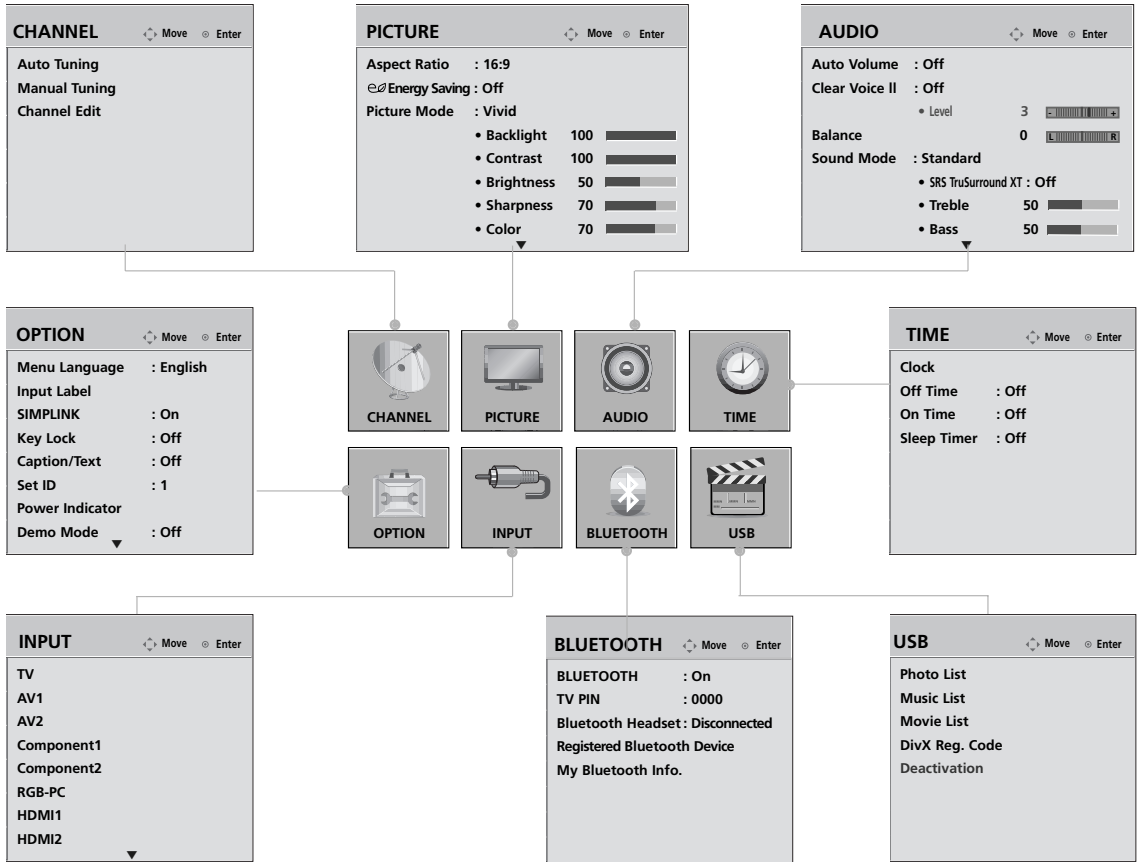 CHANNEL Move Enter
Auto Tuning
Manual Tuning
Channel Edit
PICTURE Move Enter
Aspect Ratio : 16:9
Energy Saving : Off
Picture Mode : Vivid
• Backlight 100
• Contrast 100
• Brightness 50
• Sharpness 70
• Color 70
AUDIO Move Enter
Auto Volume : Off
Clear Voice II : Off
• Level 3 - +
Balance 0 L R
Sound Mode : Standard
• SRS TruSurround XT : Off
• Treble 50
• Bass 50
OPTION Move Enter
Menu Language : English
Input Label
SIMPLINK : On
Key Lock : Off
Caption/Text : Off
Set ID : 1
Power Indicator
Demo Mode : Off
CHANNEL PICTURE AUDIO TIME
OPTION INPUT BLUETOOTH USB
TIME Move Enter
Clock
Off Time : Off
On Time : Off
Sleep Timer : Off
INPUT Move Enter
TV
AV1
AV2
Component1
Component2
RGB-PC
HDMI1
HDMI2
BLUETOOTH Move Enter
BLUETOOTH : On
TV PIN : 0000
Bluetooth Headset : Disconnected
Registered Bluetooth Device
My Bluetooth Info.
USB Move Enter
Photo List
Music List
Movie List
DivX Reg. Code
Deactivation